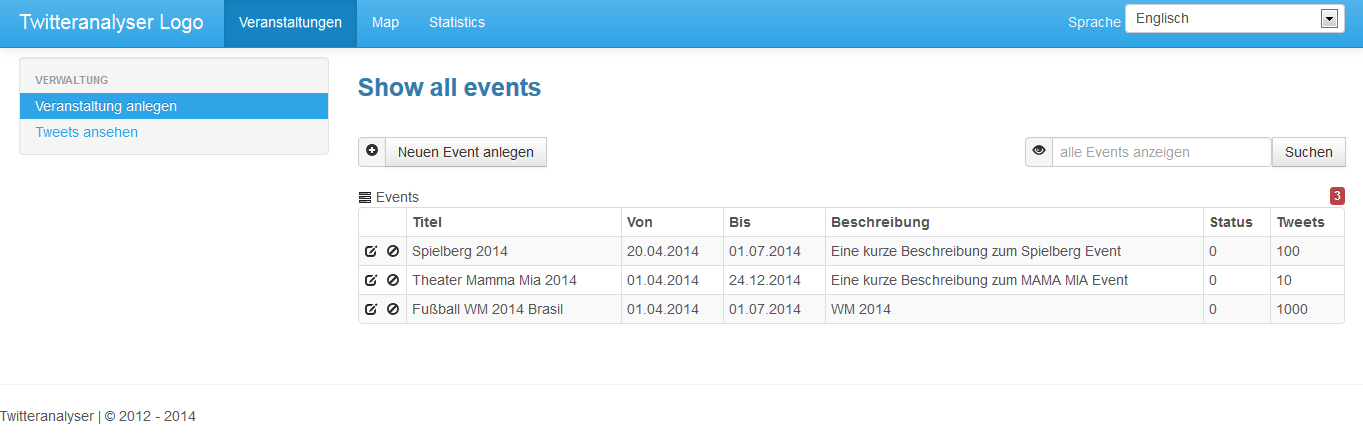 Twitteranalyser Logo Veranstaltungen Map Statistics Sprache Englisch
VERWALTUNG
Veranstaltung anlegen
Tweets ansehen
Show all events
Neuen Event anlegen alle Events anzeigen Suchen
Events 3
Titel Von Bis Beschreibung Status Tweets
Spielberg 2014 20.04.2014 01.07.2014 Eine kurze Beschreibung zum Spielberg Event 0 100
Theater Mamma Mia 2014 01.04.2014 24.12.2014 Eine kurze Beschreibung zum MAMA MIA Event 0 10
Fußball WM 2014 Brasil 01.04.2014 01.07.2014 WM 2014 0 1000
Twitteranalyser | © 2012 - 2014